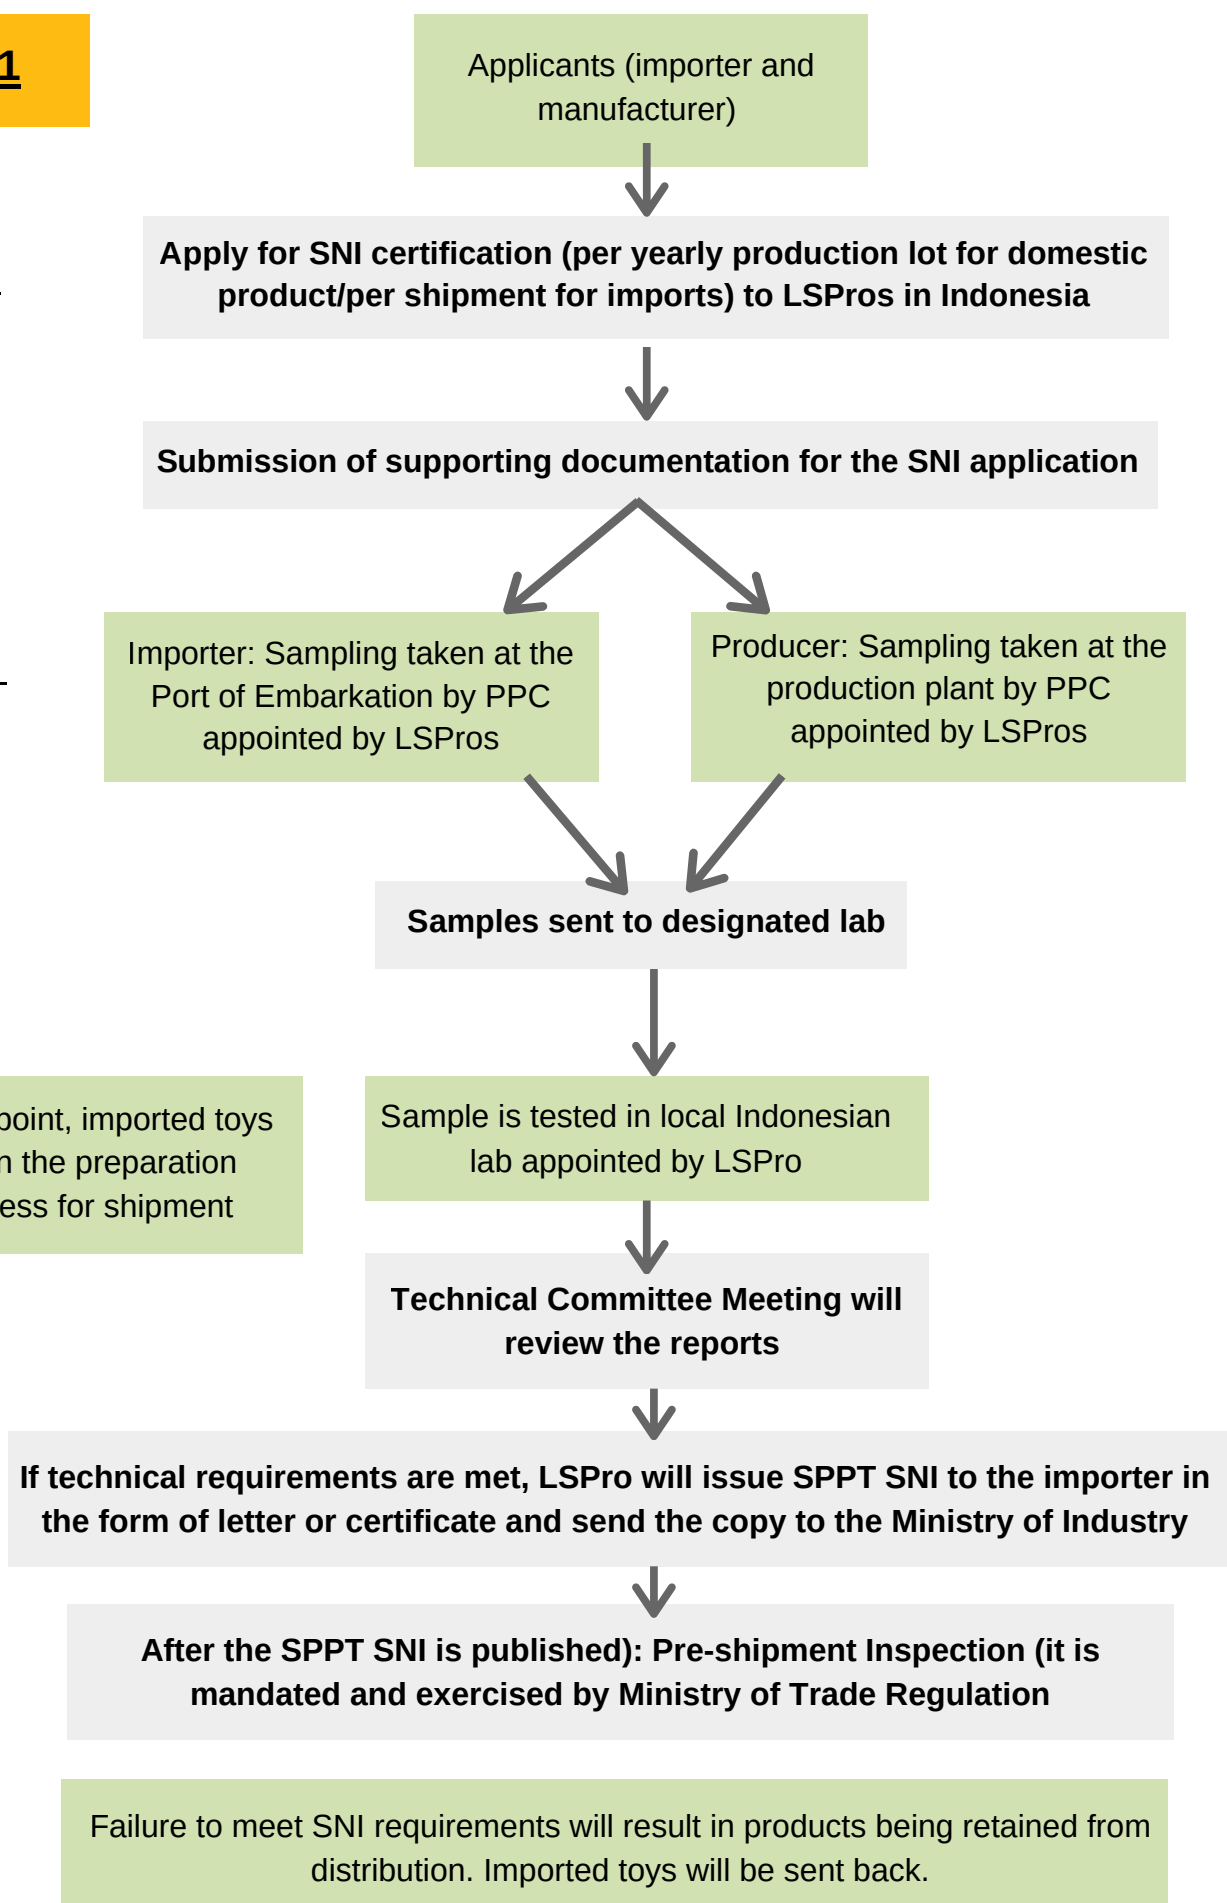 1
Applicants (importer and
manufacturer)
Apply for SNI certification (per yearly production lot for domestic
product/per shipment for imports) to LSPros in Indonesia
Submission of supporting documentation for the SNI application
Importer: Sampling taken at the
Port of Embarkation by PPC
appointed by LSPros
Producer: Sampling taken at the
production plant by PPC
appointed by LSPros
Samples sent to designated lab
point, imported toys
the preparation
for shipment
Sample is tested in local Indonesian
lab appointed by LSPro
Technical Committee Meeting will
review the reports
If technical requirements are met, LSPro will issue SPPT SNI to the importer in
the form of letter or certificate and send the copy to the Ministry of Industry
After the SPPT SNI is published): Pre-shipment Inspection (it is
mandated and exercised by Ministry of Trade Regulation
Failure to meet SNI requirements will result in products being retained from
distribution. Imported toys will be sent back.